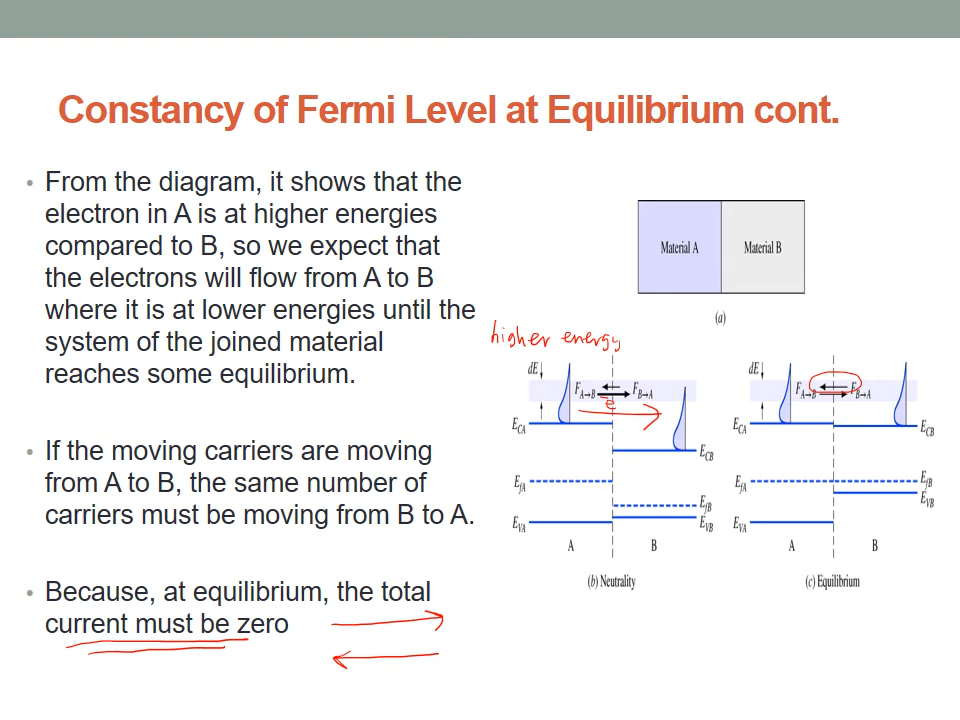 Constancy of Fermi Level at Equilibrium cont.
• From the diagram, it shows that the
electron in A is at higher energies
compared to B, so we expect that
the electrons will flow from A to B
where it is at lower energies until the
system of the joined material
reaches some equilibrium.
• If the moving carriers are moving
from A to B, the same number of
carriers must be moving from B to A.
• Because, at equilibrium, the total
current must be zero
Material A
Material B
(a)
higher energy
dE
F_A→B
F_B→A
e
E_CA
E_CB
E_fA
E_fB
E_VA
E_VB
A
B
(b) Neutrality
dE
F_A→B
F_B→A
E_CA
E_CB
E_fA
E_fB
E_VB
E_VA
A
B
(c) Equilibrium